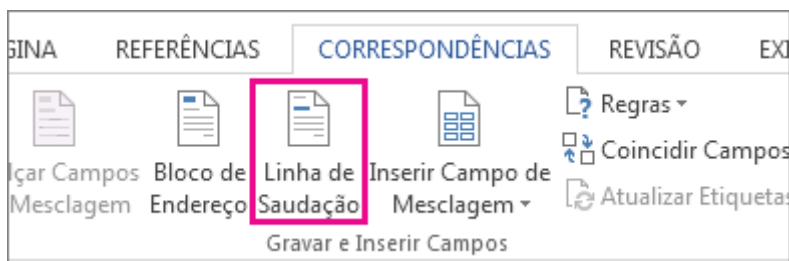 REFERÊNCIAS CORRESPONDÊNCIAS REVISÃO
Regras
Campos Bloco de Linha de Inserir Campo de Coincidir Campos
Mesclagem Endereço Saudação Mesclagem Atualizar Etiquetas
Gravar e Inserir Campos